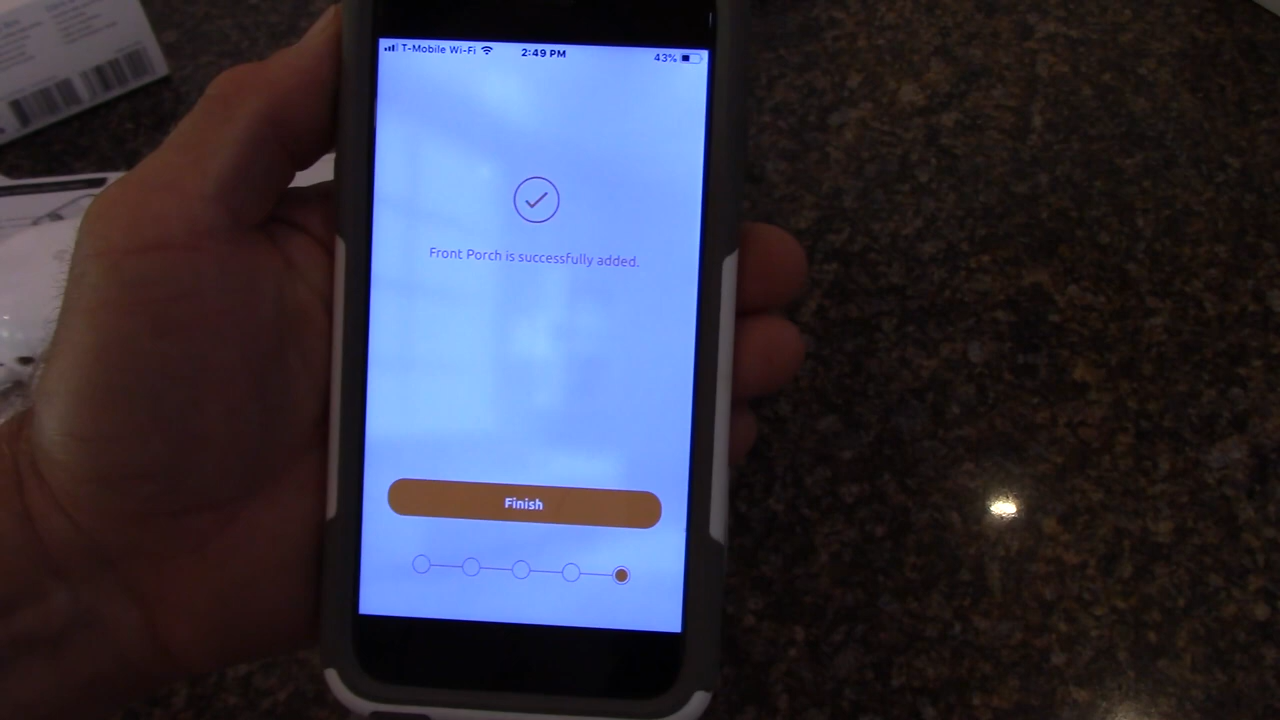 T-Mobile Wi-Fi
2:49 PM
43%
Front Porch is successfully added.
Finish